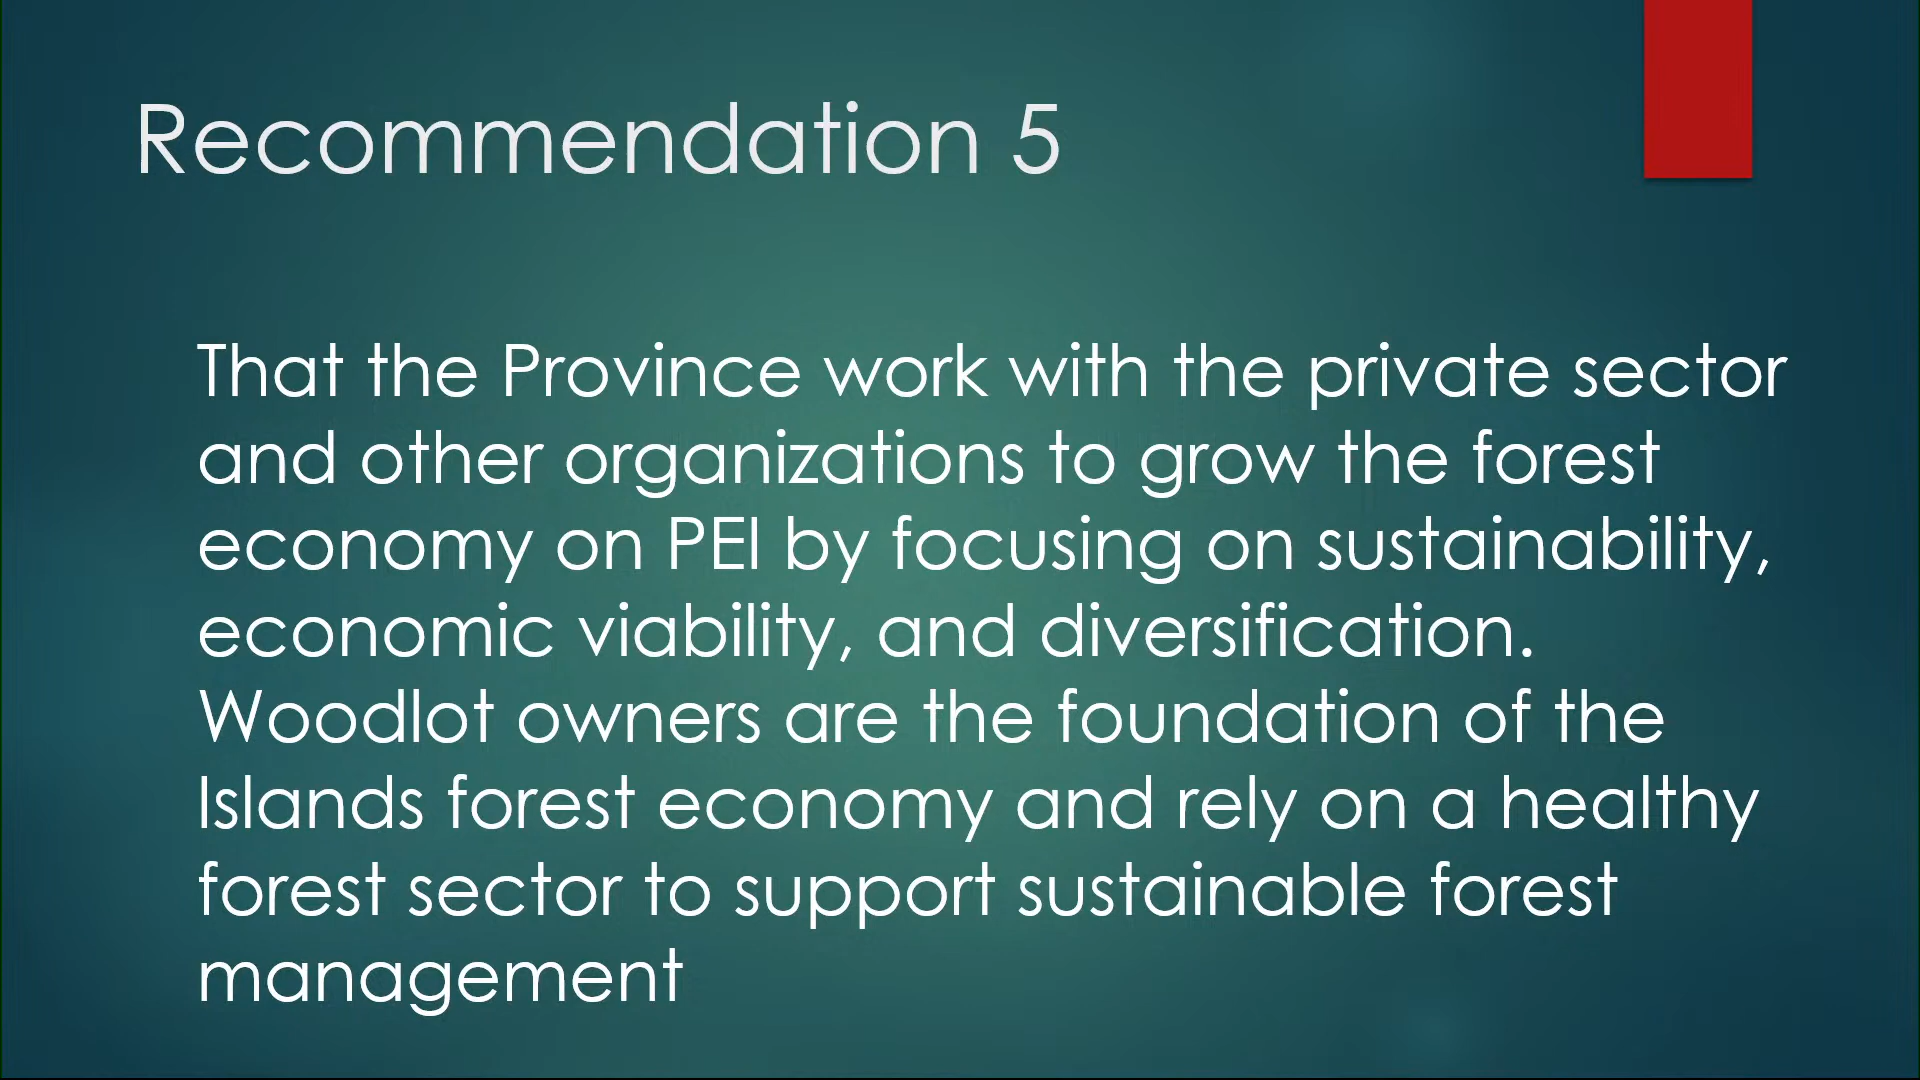 Recommendation 5
That the Province work with the private sector
and other organizations to grow the forest
economy on PEI by focusing on sustainability,
economic viability, and diversification.
Woodlot owners are the foundation of the
Islands forest economy and rely on a healthy
forest sector to support sustainable forest
management